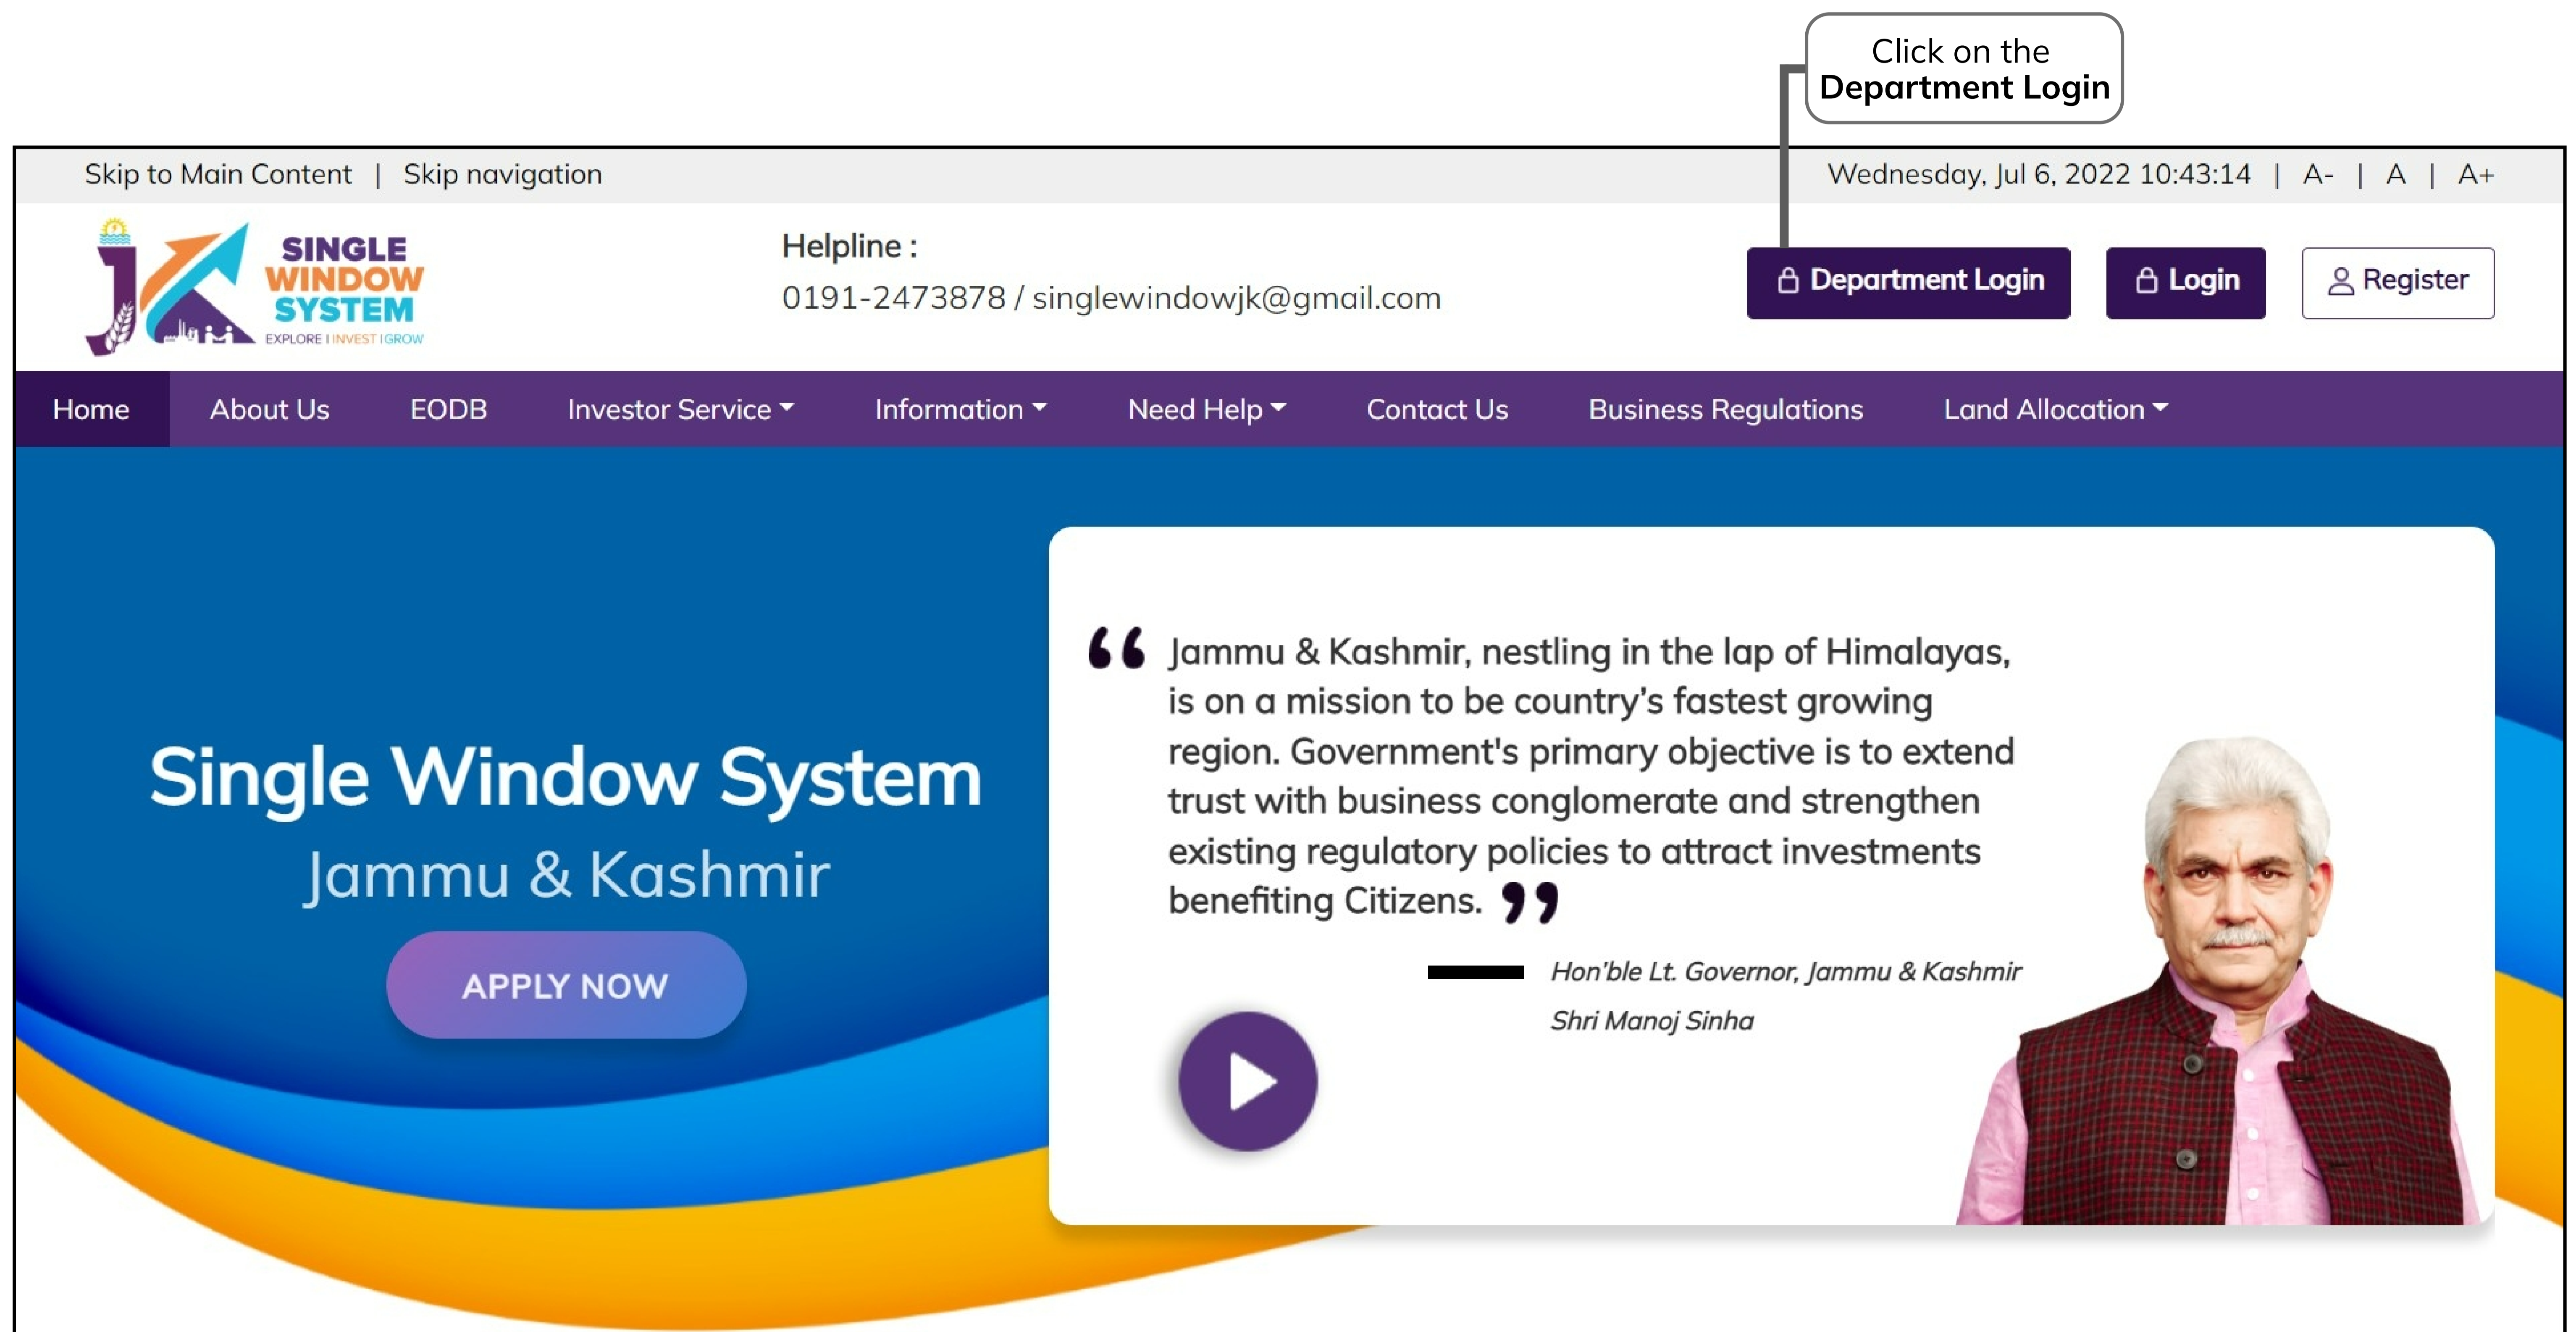 Click on the
Department Login
Skip to Main Content | Skip navigation
Wednesday, Jul 6, 2022 10:43:14 | A- | A | A+
SINGLE
WINDOW
SYSTEM
EXPLORE I INVEST I GROW
Helpline :
0191-2473878 / singlewindowjk@gmail.com
Department Login
Login
Register
Home About Us EODB Investor Service Information Need Help Contact Us Business Regulations Land Allocation
Single Window System
Jammu & Kashmir
APPLY NOW
“ Jammu & Kashmir, nestling in the lap of Himalayas,
is on a mission to be country’s fastest growing
region. Government's primary objective is to extend
trust with business conglomerate and strengthen
existing regulatory policies to attract investments
benefiting Citizens. ”
Hon’ble Lt. Governor, Jammu & Kashmir
Shri Manoj Sinha